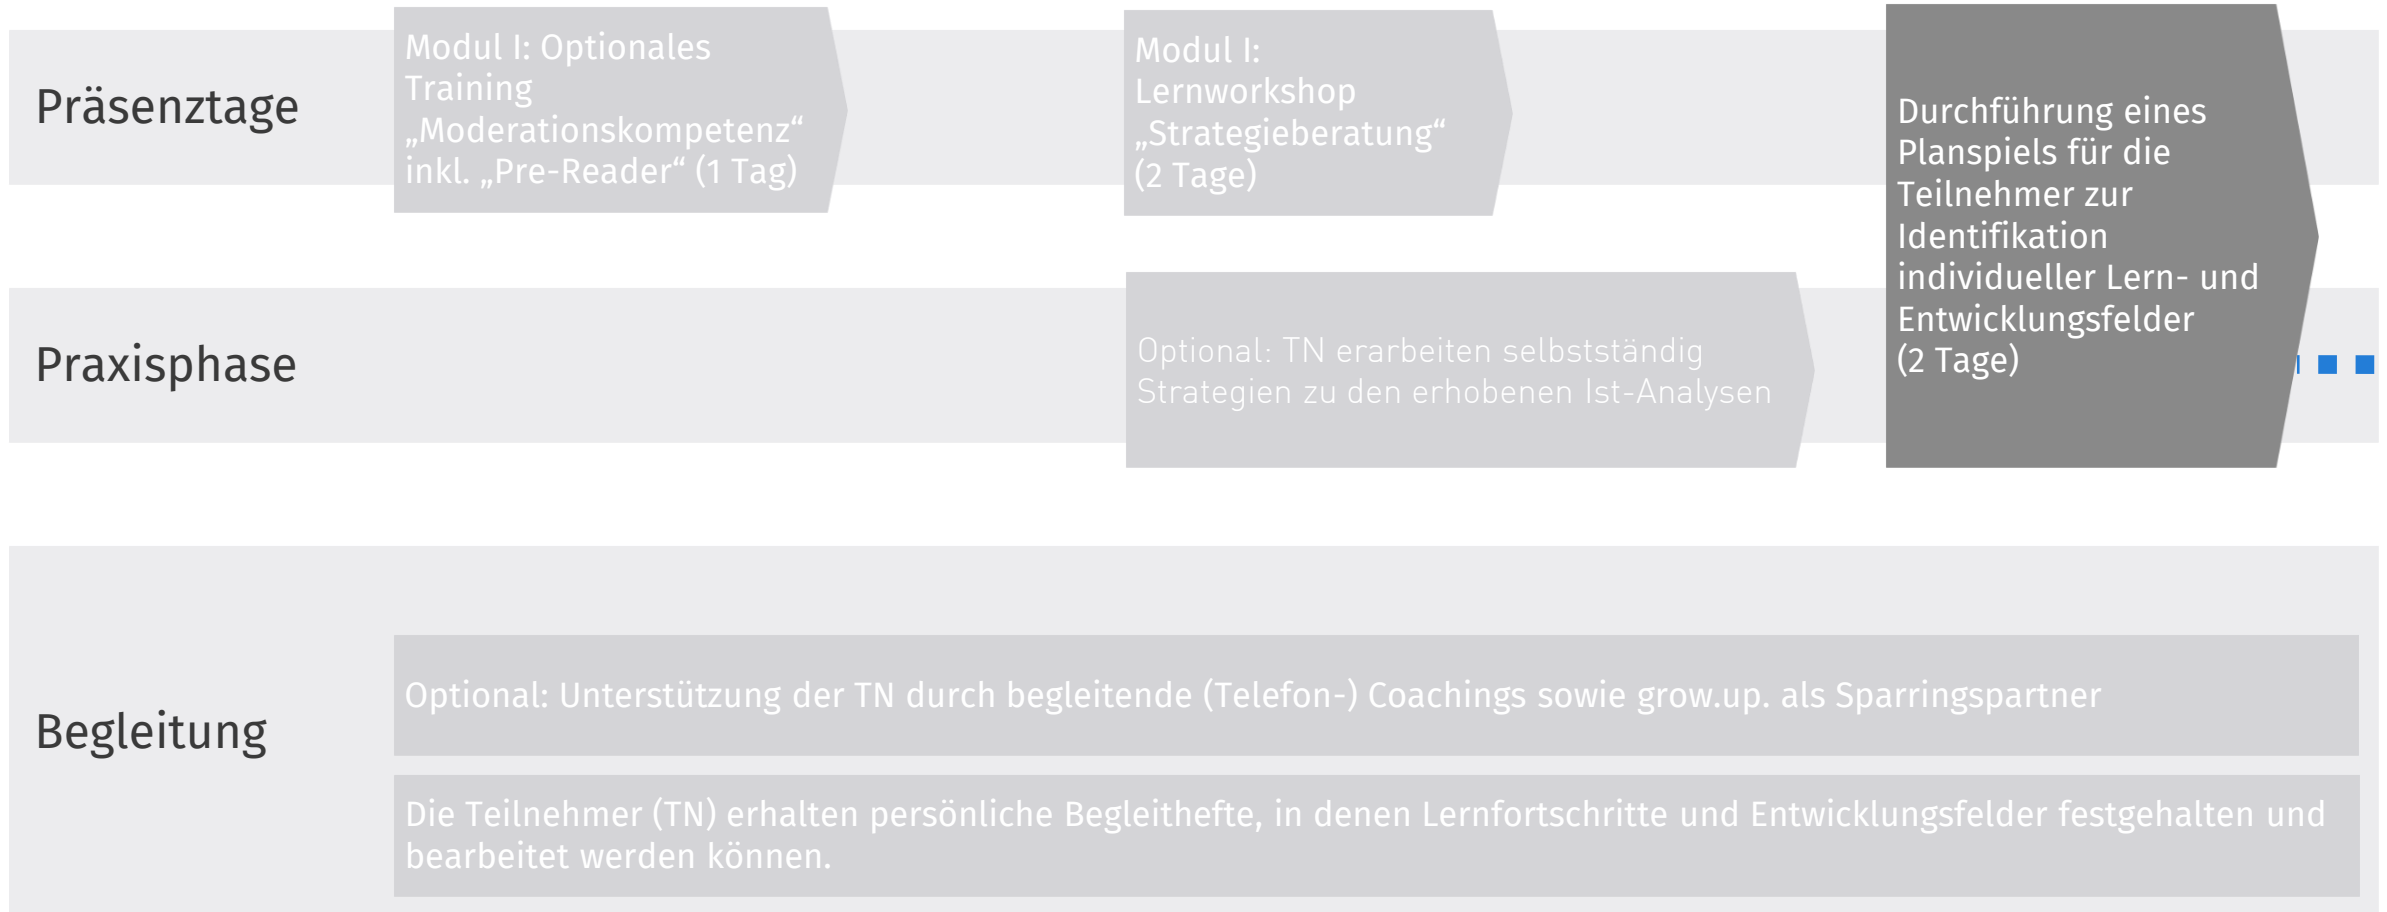 Präsenztage
Modul I: Optionales
Training
„Moderationskompetenz“
inkl. „Pre-Reader“ (1 Tag)
Modul I:
Lernworkshop
„Strategieberatung“
(2 Tage)
Durchführung eines
Planspiels für die
Teilnehmer zur
Identifikation
individueller Lern- und
Entwicklungsfelder
(2 Tage)
Praxisphase
Optional: TN erarbeiten selbstständig
Strategien zu den erhobenen Ist-Analysen
Begleitung
Optional: Unterstützung der TN durch begleitende (Telefon-) Coachings sowie grow.up. als Sparringspartner
Die Teilnehmer (TN) erhalten persönliche Begleithefte, in denen Lernfortschritte und Entwicklungsfelder festgehalten und
bearbeitet werden können.